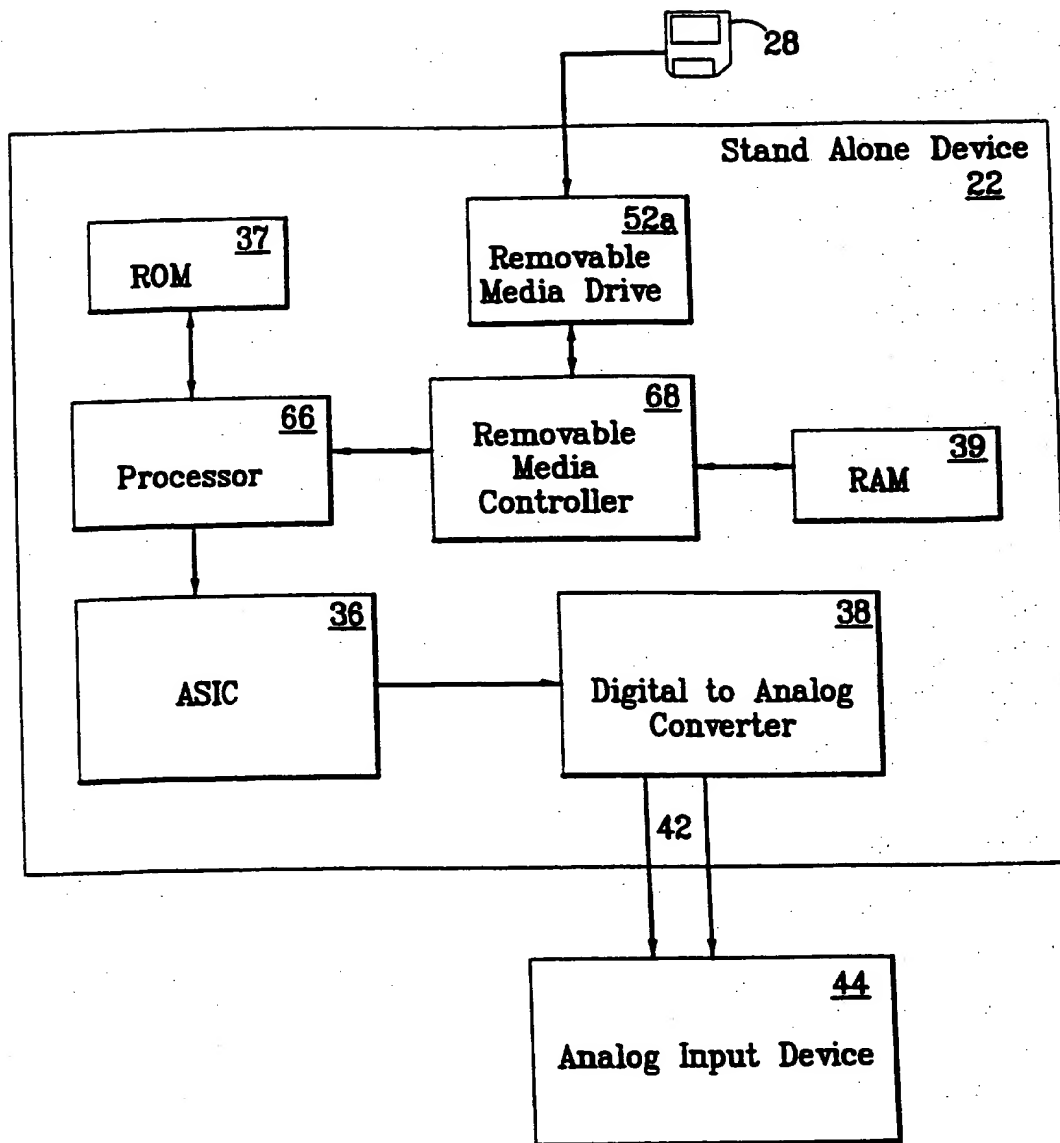 28
Stand Alone Device
22
37
ROM
52a
Removable
Media Drive
66
Processor
68
Removable
Media
Controller
39
RAM
36
ASIC
38
Digital to Analog
Converter
42
44
Analog Input Device